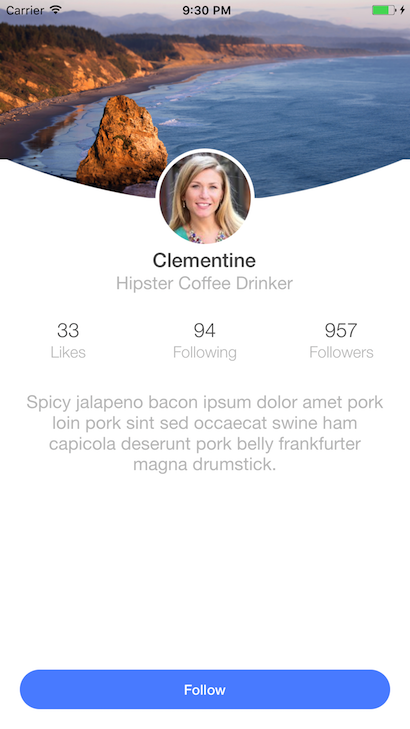 Carrier 9:30 PM
Clementine
Hipster Coffee Drinker
33 94 957
Likes Following Followers
Spicy jalapeno bacon ipsum dolor amet pork
loin pork sint sed occaecat swine ham
capicola deserunt pork belly frankfurter
magna drumstick.
Follow